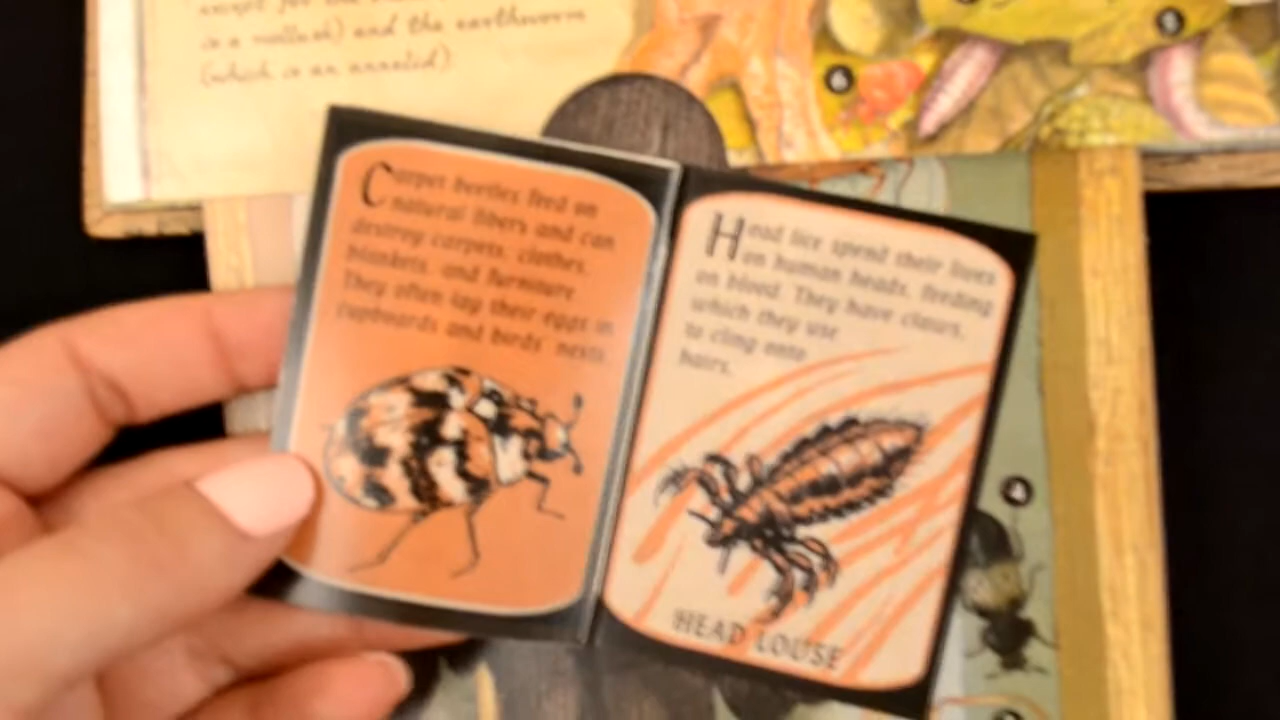 is a mollusk) and the earthworm
(which is an annelid).
Carpet beetles feed on
natural fibers and can
destroy carpets, clothes,
blankets, and furniture.
They often lay their eggs in
cupboards and birds' nests.
Head lice spend their lives
on human heads, feeding
on blood. They have claws,
which they use
to cling onto
hairs.
HEAD LOUSE
4